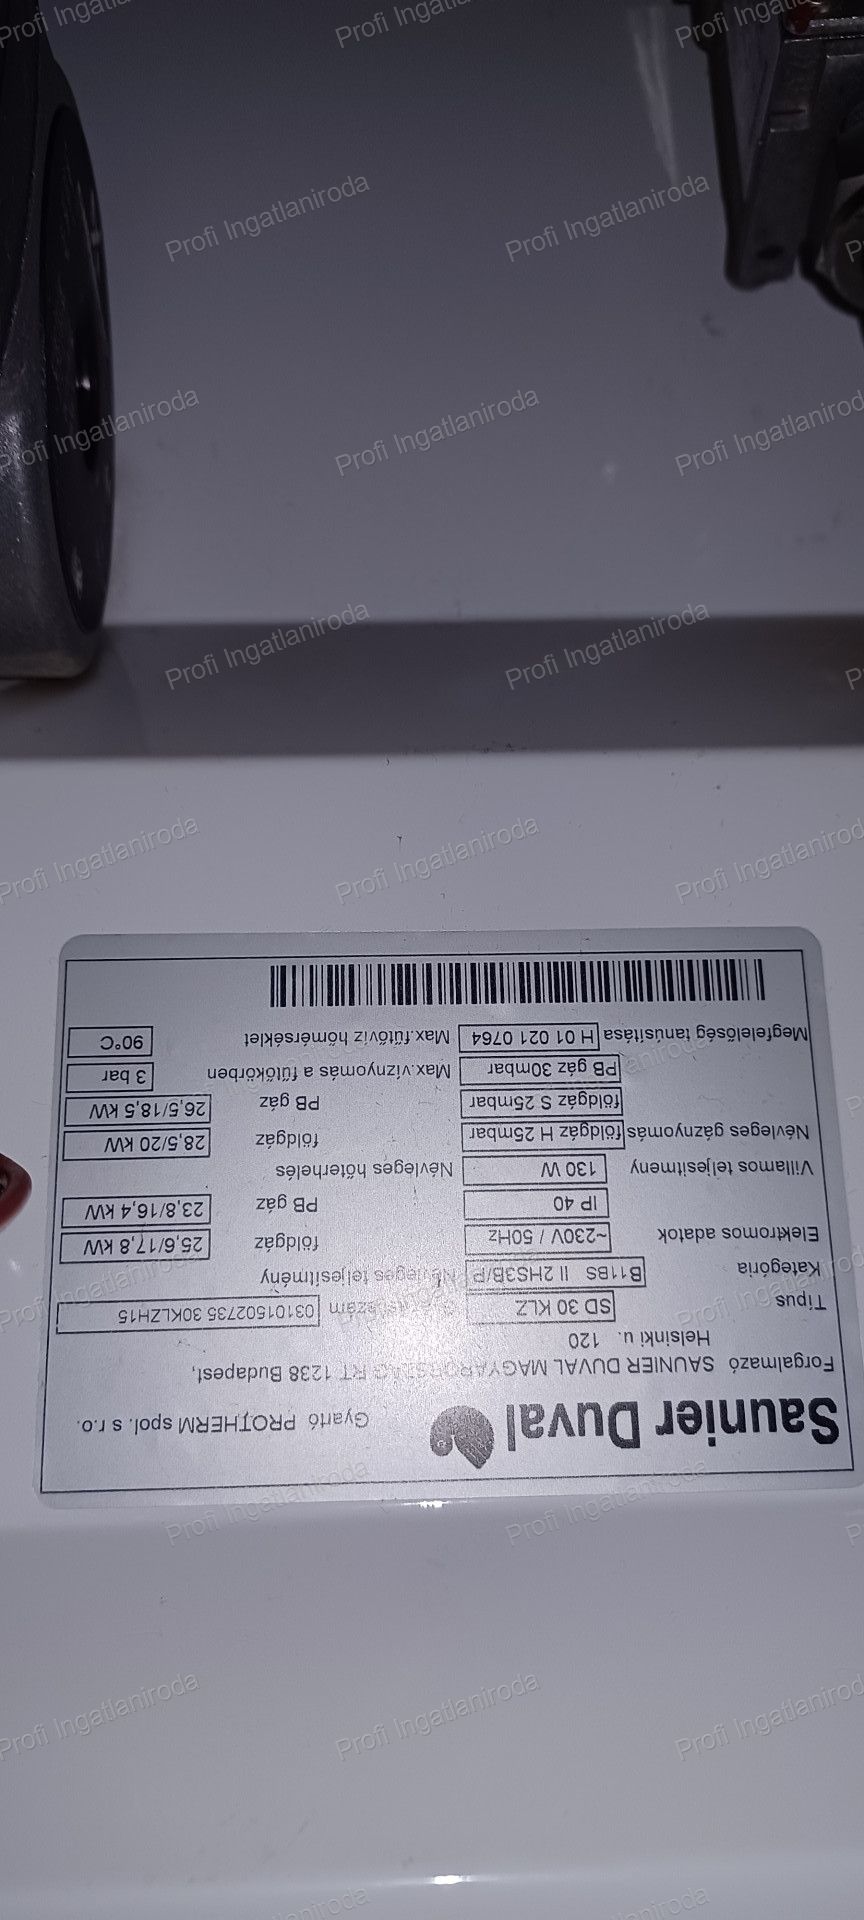 Saunier Duval Gyartó PROTHERM spol. s r.o.
Forgalmazó SAUNIER DUVAL MAGYARORSZÁG RT 1238 Budapest,
Helsinki u. 120
Típus SD 30 KLZ 03101502735 30KLZH15
Kategória B11BS II 2HS3B/P Névleges teljesítmény
Elektromos adatok ~230V / 50Hz földgáz 25,6/17,8 kW
IP 40 PB gáz 23,8/16,4 kW
Villamos teljesítmény 130 W Névleges hőterhelés
Névleges gáznyomás földgáz H 25mbar földgáz 28,5/20 kW
földgáz S 25mbar PB gáz 26,5/18,5 kW
PB gáz 30mbar Max.víznyomás a fűtőkörben 3 bar
Megfelelőség tanúsítása H 01 021 0764 Max.fűtővíz hőmérséklet 90°C
Profi Ingatlaniroda